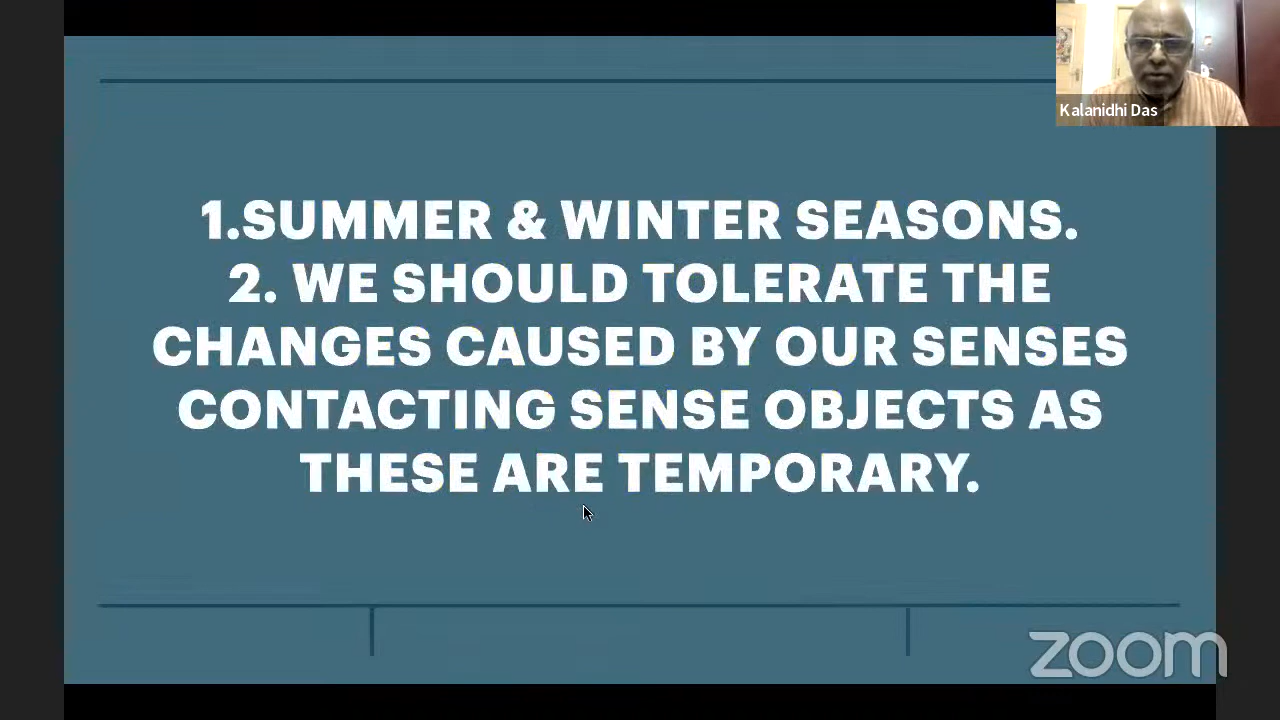 Kalanidhi Das
1.SUMMER & WINTER SEASONS.
2. WE SHOULD TOLERATE THE
CHANGES CAUSED BY OUR SENSES
CONTACTING SENSE OBJECTS AS
THESE ARE TEMPORARY.
zoom